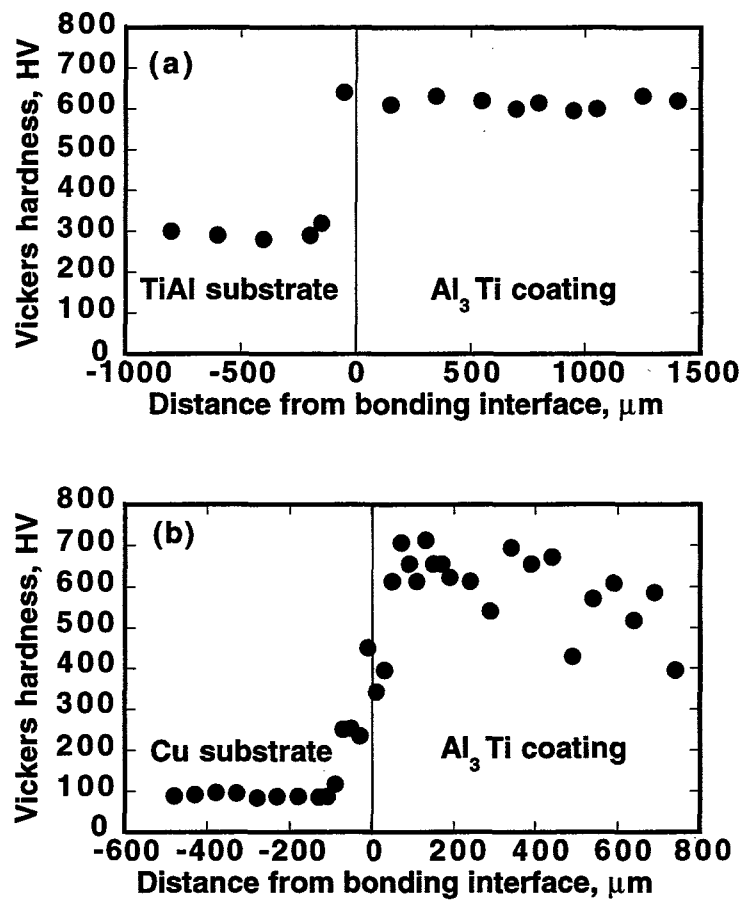 800
700
600
500
400
300
200
100
0
Vickers hardness, HV
(a)
TiAl substrate
Al3Ti coating
-1000 -500 0 500 1000 1500
Distance from bonding interface, μm
800
700
600
500
400
300
200
100
0
Vickers hardness, HV
(b)
Cu substrate
Al3Ti coating
-600 -400 -200 0 200 400 600 800
Distance from bonding interface, μm